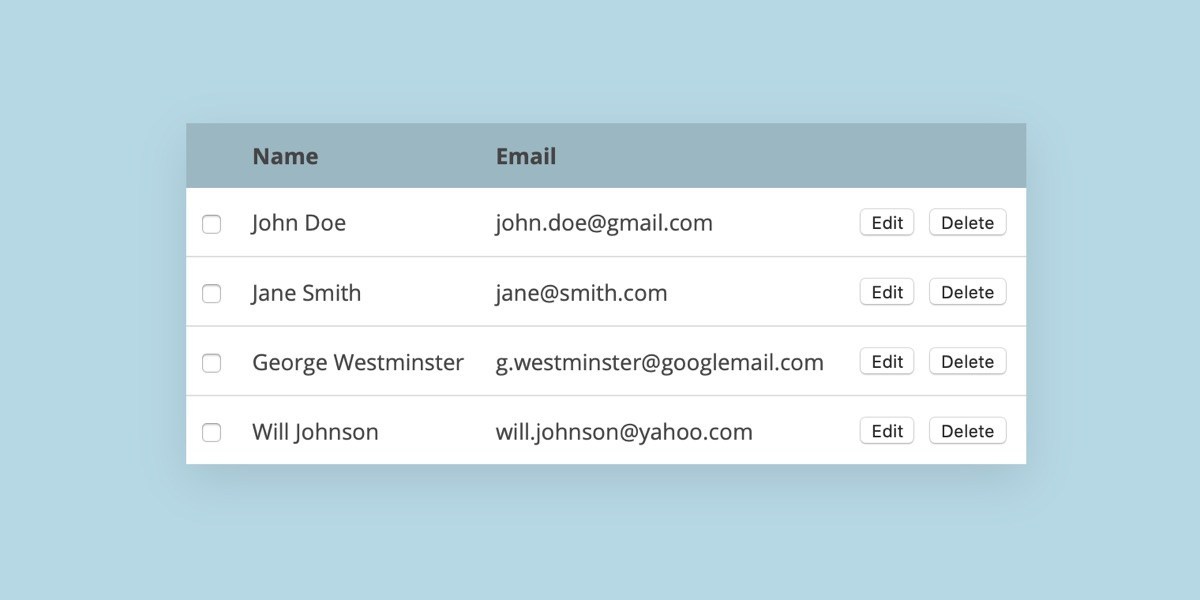 Name Email
John Doe john.doe@gmail.com Edit Delete
Jane Smith jane@smith.com Edit Delete
George Westminster g.westminster@googlemail.com Edit Delete
Will Johnson will.johnson@yahoo.com Edit Delete